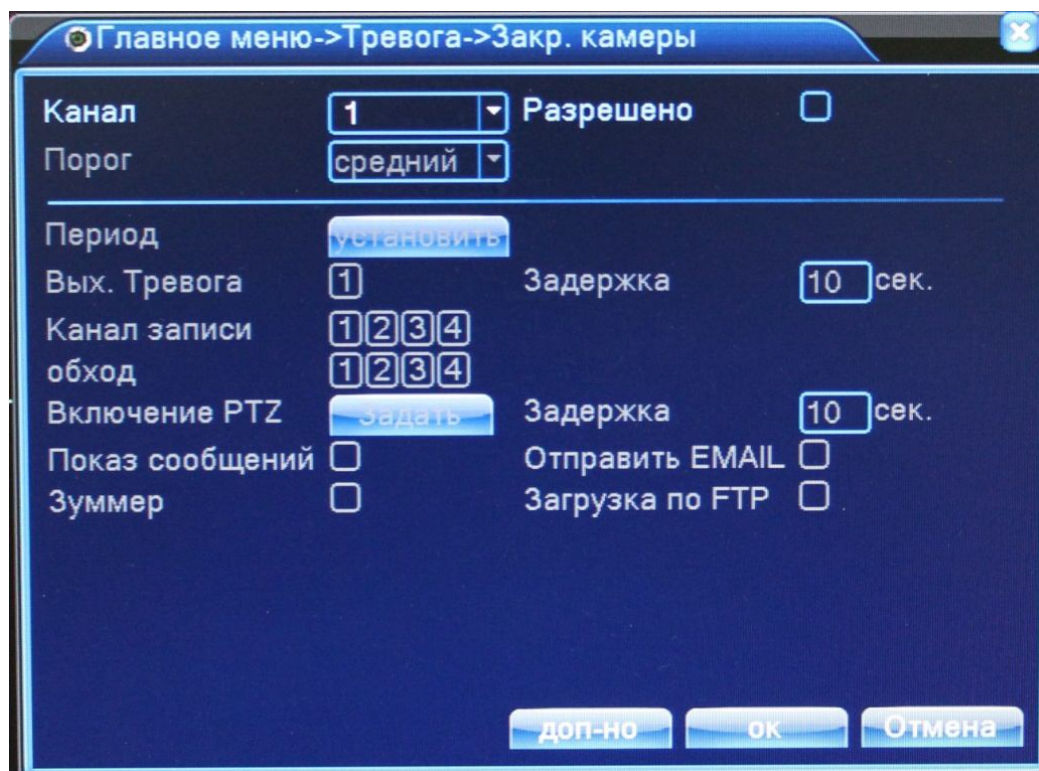 Главное меню->Тревога->Закр. камеры
Канал 1 Разрешено
Порог средний
Период установить
Вых. Тревога 1 Задержка 10 сек.
Канал записи 1 2 3 4
обход 1 2 3 4
Включение PTZ Задать Задержка 10 сек.
Показ сообщений Отправить EMAIL
Зуммер Загрузка по FTP
доп-но ок Отмена